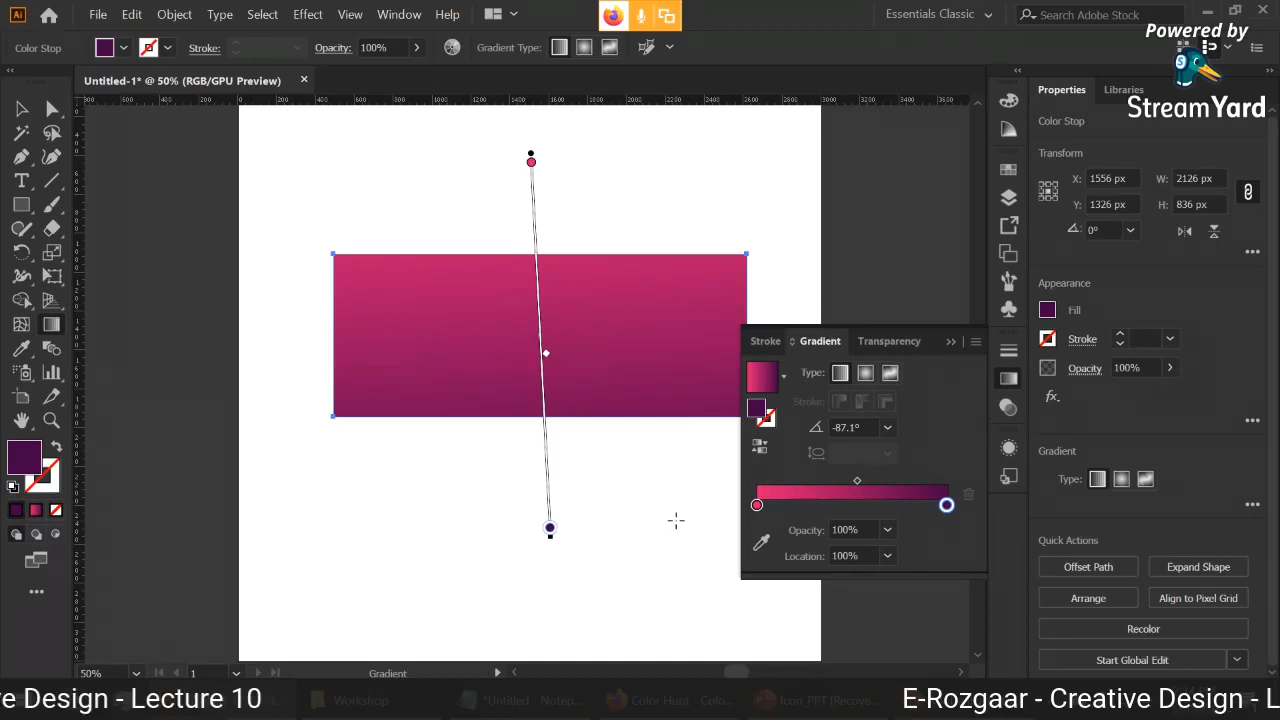 Ai File Edit Object Type Select Effect View Window Help Essentials Classic Search Adobe Stock
Powered by
StreamYard
Color Stop Stroke: Opacity: 100% Gradient Type:
Untitled-1* @ 50% (RGB/GPU Preview)
Properties Libraries
Color Stop
Transform
X: 1556 px W: 2126 px
Y: 1326 px H: 836 px
0°
Appearance
Fill
Stroke
Opacity 100%
fx.
Gradient
Type:
Quick Actions
Offset Path Expand Shape
Arrange Align to Pixel Grid
Recolor
Start Global Edit
Stroke Gradient Transparency
Type:
Stroke:
-87.1°
Opacity: 100%
Location: 100%
50% 1 Gradient
Workshop *Untitled Notep... Color Hunt - Colo... Icon_PPT [Recove...
ve Design - Lecture 10 E-Rozgaar - Creative Design - L